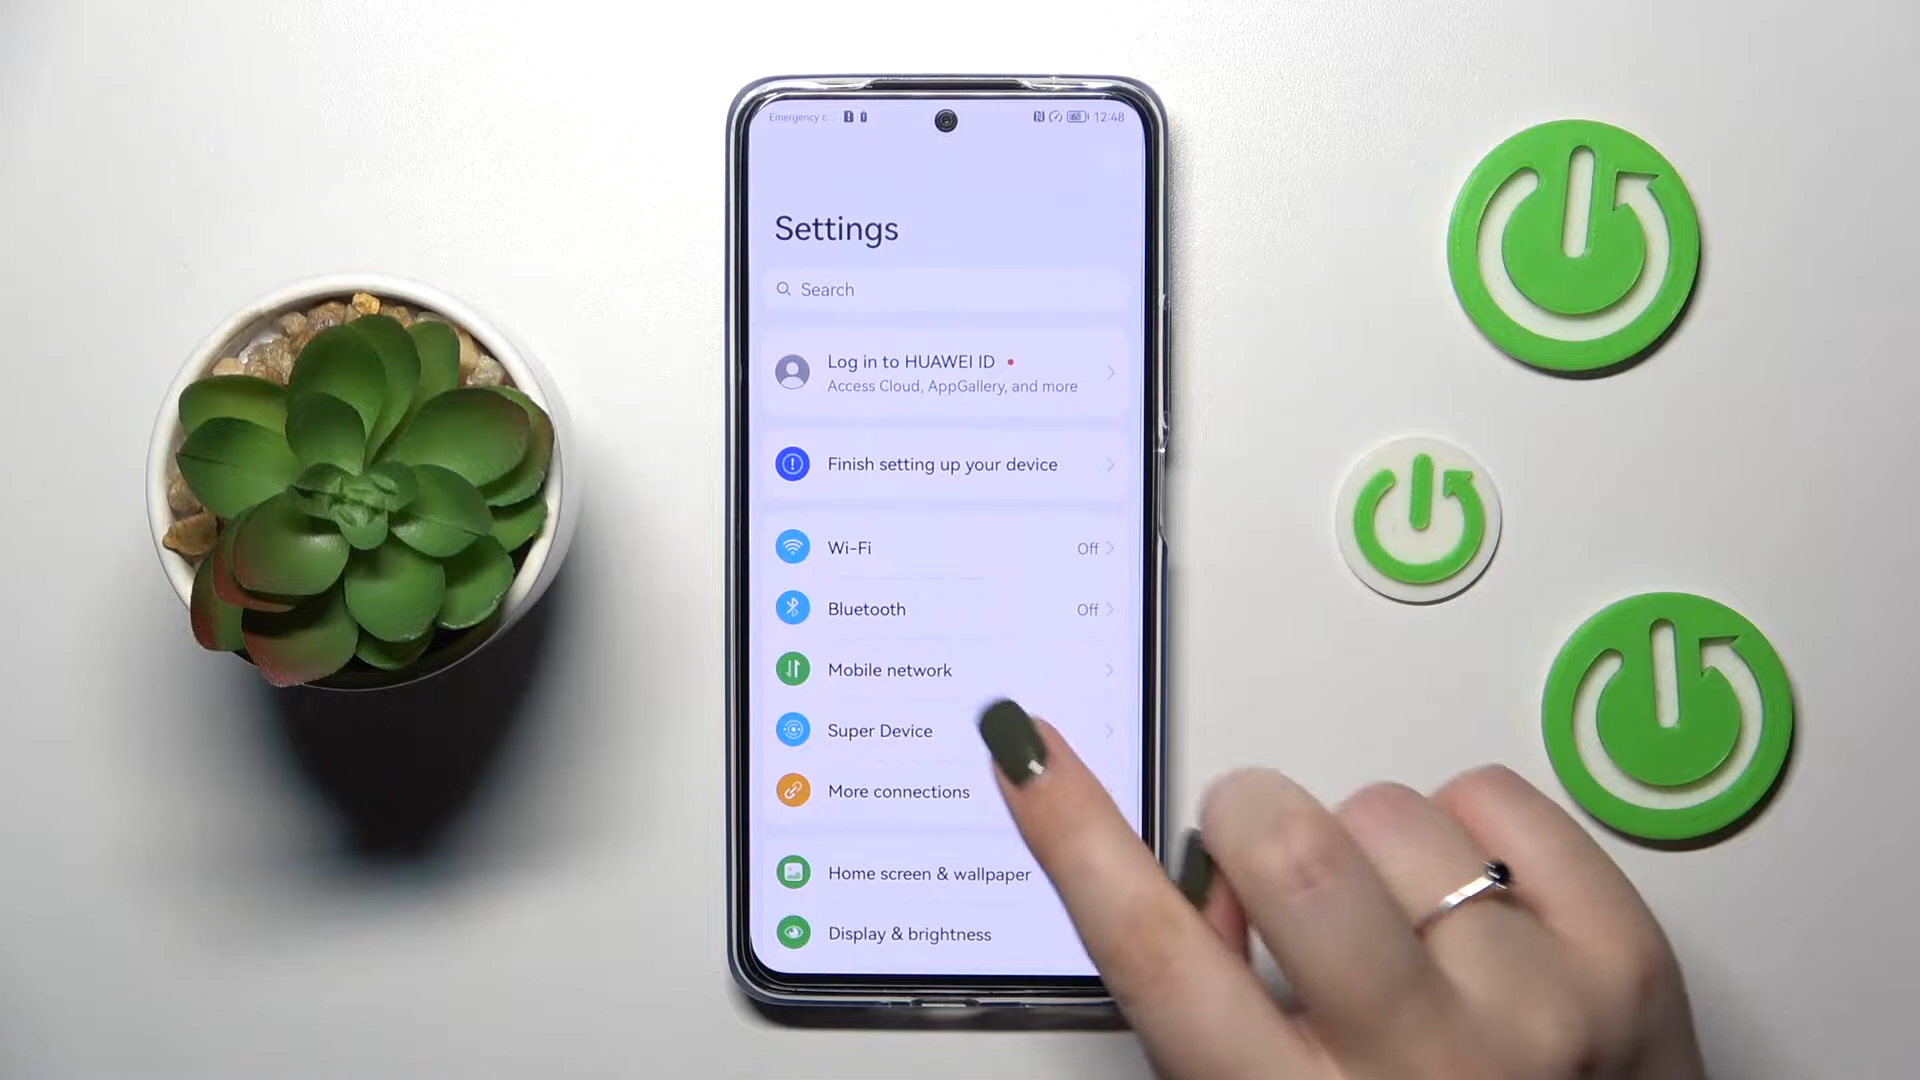 Emergency c... 12:48
Settings
Search
Log in to HUAWEI ID
Access Cloud, AppGallery, and more
Finish setting up your device
Wi-Fi Off
Bluetooth Off
Mobile network
Super Device
More connections
Home screen & wallpaper
Display & brightness